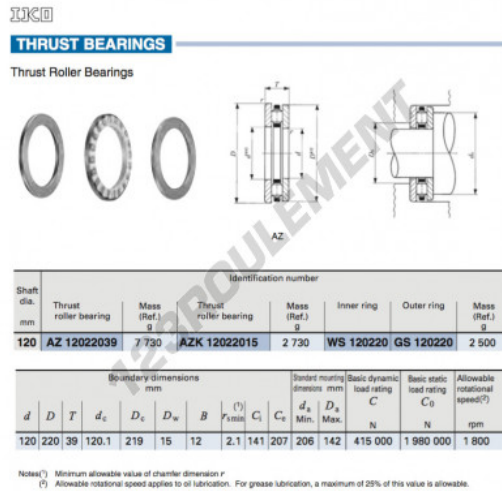 IKO
THRUST BEARINGS
Thrust Roller Bearings
T
r
D
d
AZ
123ROULEMENT
Identification number
Shaft dia. mm | Thrust roller bearing | Mass (Ref.) g | Thrust roller bearing | Mass (Ref.) g | Inner ring | Outer ring | Mass (Ref.) g
120 | AZ 12022039 | 7 730 | AZK 12022015 | 2 730 | WS 120220 | GS 120220 | 2 500
Boundary dimensions mm | Standard mounting dimensions mm | Basic dynamic load rating C N | Basic static load rating C₀ N | Allowable rotational speed(²) rpm
d | D | T | dc | Dc | Dw | B | rs min (¹) | Ci | Ce | da Min. | Da Max.
120 | 220 | 39 | 120.1 | 219 | 15 | 12 | 2.1 | 141 | 207 | 206 | 142 | 415 000 | 1 980 000 | 1 800
Notes(¹) Minimum allowable value of chamfer dimension r
(²) Allowable rotational speed applies to oil lubrication. For grease lubrication, a maximum of 25% of this value is allowable.